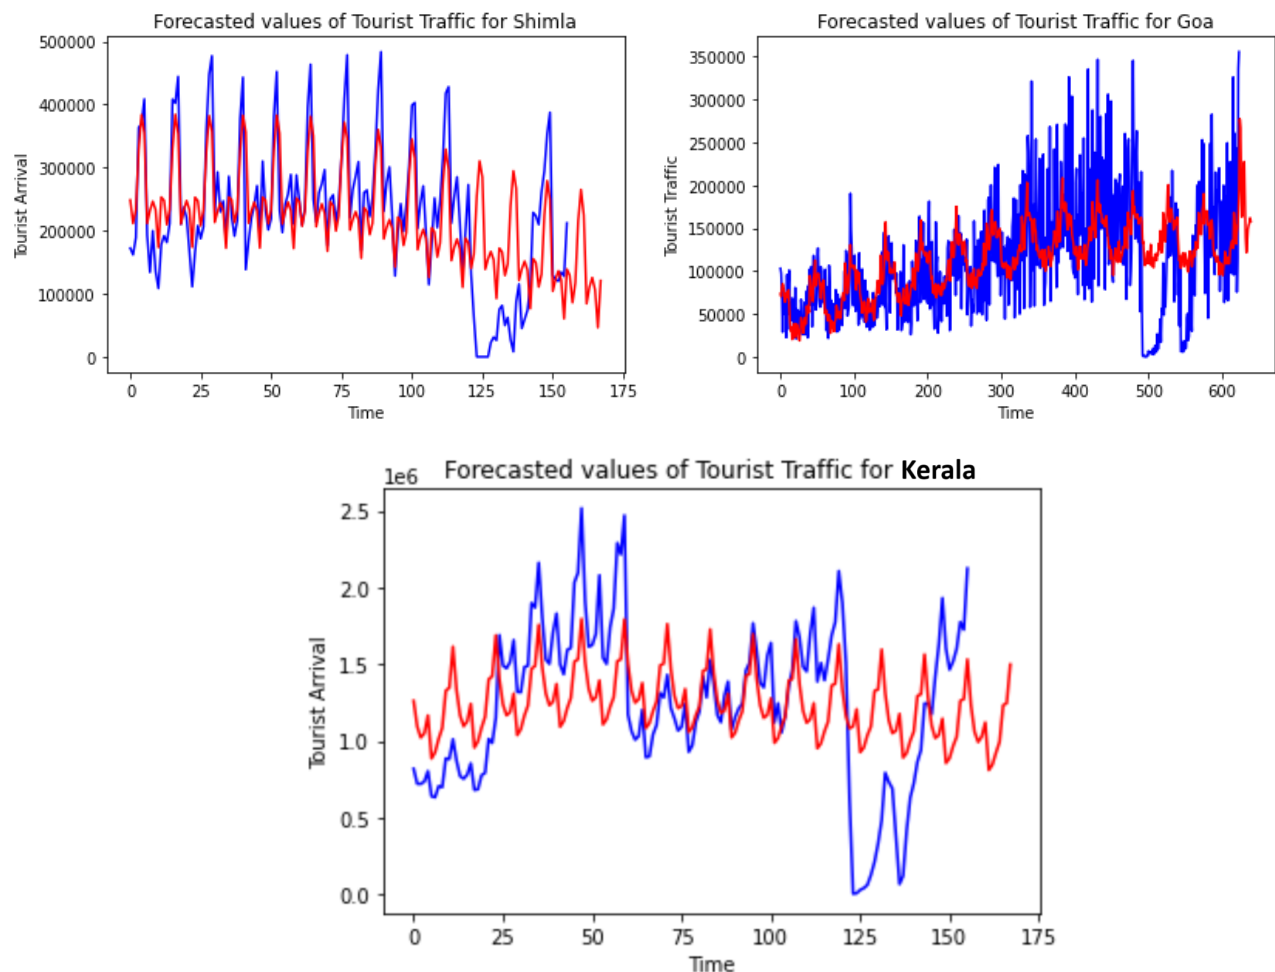 Forecasted values of Tourist Traffic for Shimla
500000
400000
300000
200000
100000
0
Tourist Arrival
0 25 50 75 100 125 150 175
Time
Forecasted values of Tourist Traffic for Goa
350000
300000
250000
200000
150000
100000
50000
0
Tourist Traffic
0 100 200 300 400 500 600
Time
Forecasted values of Tourist Traffic for Kerala
1e6
2.5
2.0
1.5
1.0
0.5
0.0
Tourist Arrival
0 25 50 75 100 125 150 175
Time